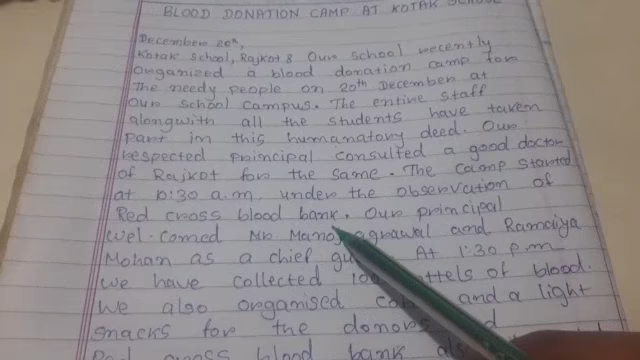 BLOOD DONATION CAMP AT KOTAK SCHOOL
December 20th,
Kotak School, Rajkot : Our school recently
organized a blood donation camp for
the needy people on 20th December at
our school campus. The entire staff
alongwith all the students have taken
part in this humanatory deed. Our
respected principal consulted a good doctor
of Rajkot for the same. The camp started
at 10:30 a.m. under the observation of
Red cross blood bank. Our principal
wel-comed Mr. Manoj agrawal and Ramaiya
Mohan as a chief At 1:30 p.m
we have collected of blood.
We also organised and a light
snacks for the donors
Red cross blood bank